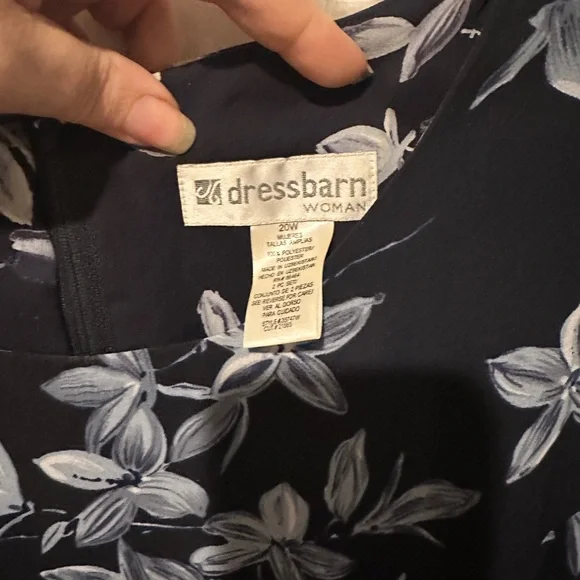 dressbarn
WOMAN
20W
MUJERES
TALLAS AMPLIAS
100% POLYESTER/
POLIESTER
MADE IN UZBEKISTAN/
HECHO EN UZBEKISTAN
2 PC SET/
CONJUNTO DE 2 PIEZAS
SEE REVERSE FOR CARE/
VER AL DORSO
PARA CUIDADO